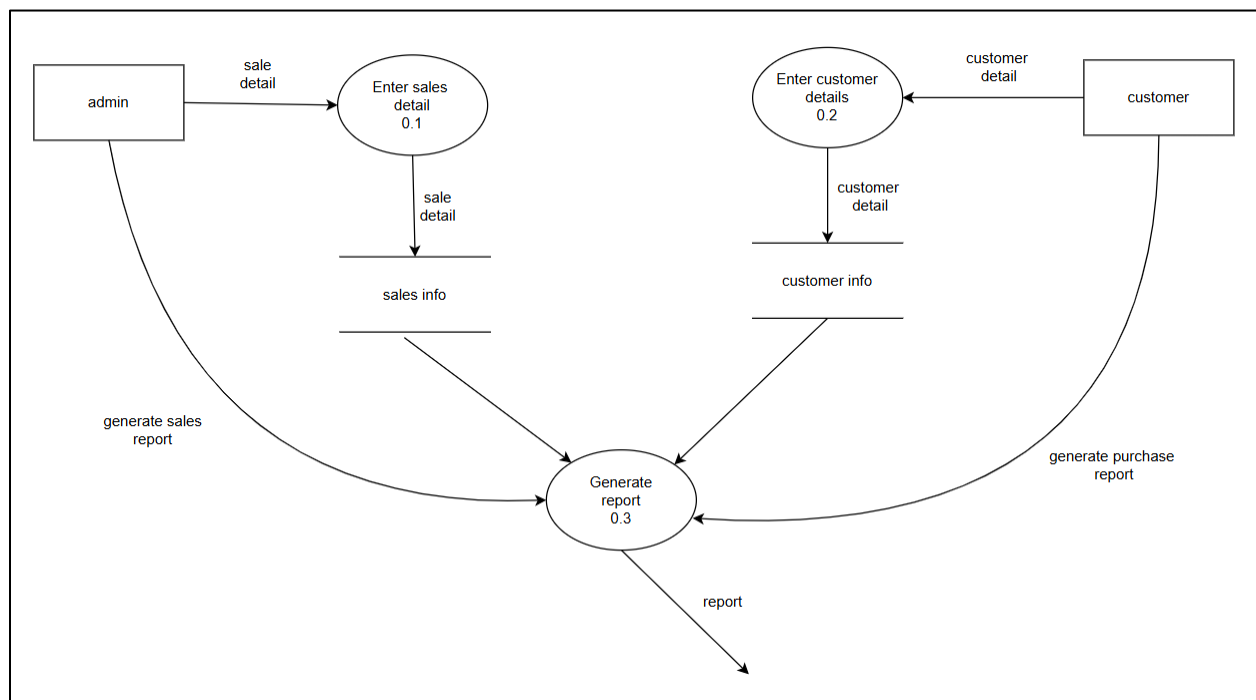 sale
detail
customer
detail
admin
Enter sales
detail
0.1
Enter customer
details
0.2
customer
sale
detail
customer
detail
sales info
customer info
generate sales
report
generate purchase
report
Generate
report
0.3
report